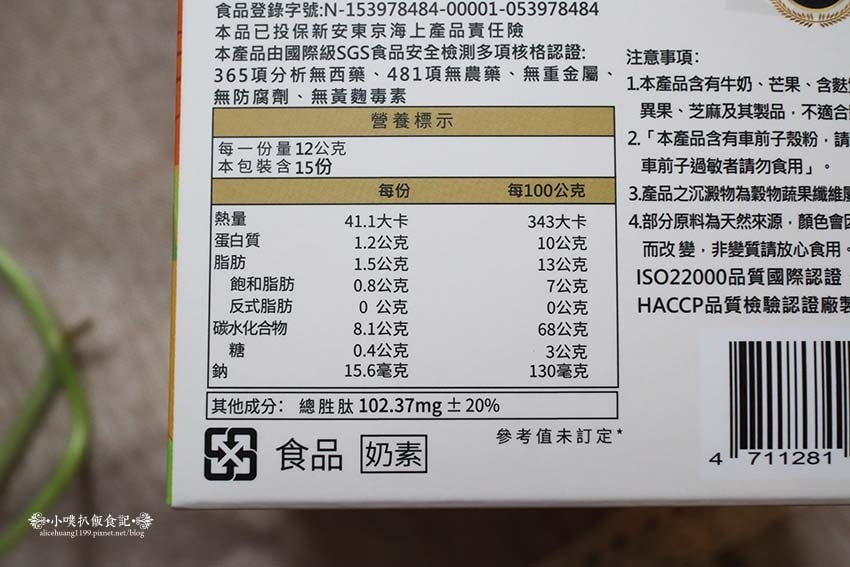 食品登錄字號:N-153978484-00001-053978484
本品已投保新安東京海上產品責任險
本產品由國際級SGS食品安全檢測多項核格認證:
365項分析無西藥、481項無農藥、無重金屬、
無防腐劑、無黃麴毒素
營養標示
每一份量12公克
本包裝含15份
每份 每100公克
熱量 41.1大卡 343大卡
蛋白質 1.2公克 10公克
脂肪 1.5公克 13公克
飽和脂肪 0.8公克 7公克
反式脂肪 0 公克 0公克
碳水化合物 8.1公克 68公克
糖 0.4公克 3公克
鈉 15.6毫克 130毫克
其他成分： 總胜肽 102.37mg ± 20%
參考值未訂定*
食品 奶素
注意事項：
1.本產品含有牛奶、芒果、含麩
異果、芝麻及其製品，不適合
2.「本產品含有車前子殼粉，請
車前子過敏者請勿食用」。
3.產品之沉澱物為穀物蔬果纖維
4.部分原料為天然來源，顏色會因
而改變，非變質請放心食用。
ISO22000品質國際認證
HACCP品質檢驗認證廠製
4 711281
小噗扒飯食記
alicehuang1199.pixnet.net/blog